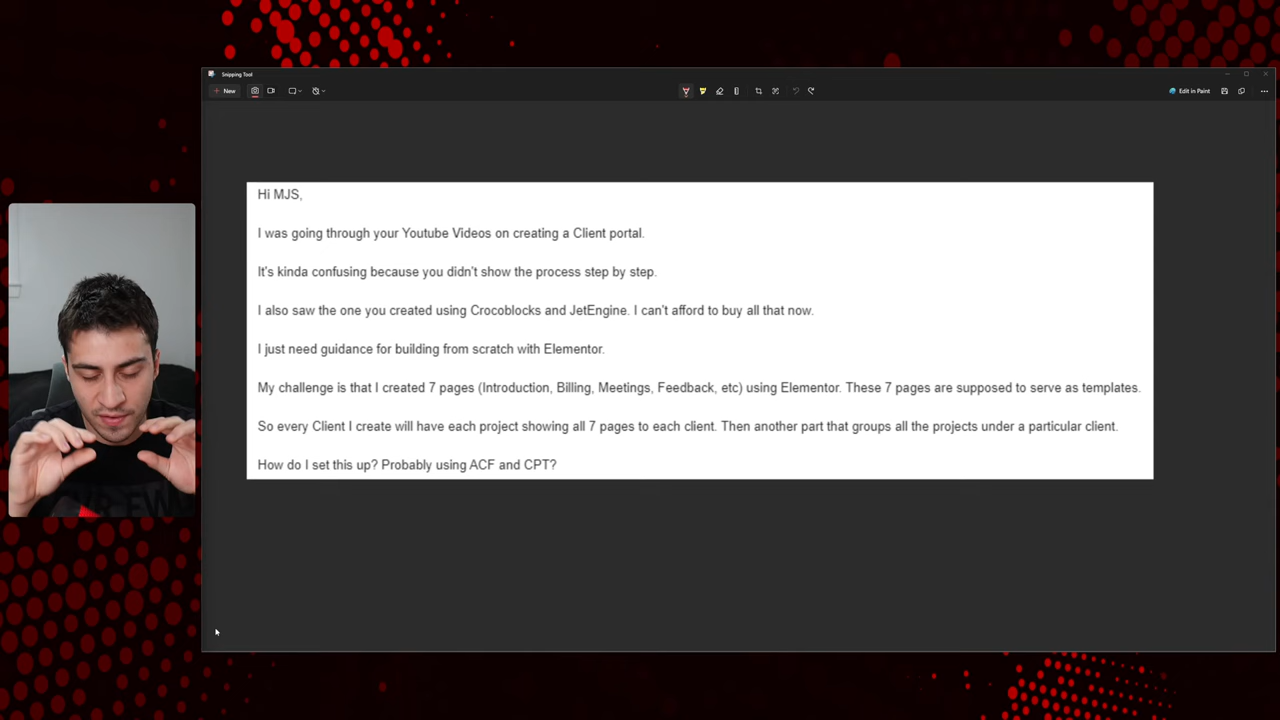 Snipping Tool
New
Edit in Paint
Hi MJS,
I was going through your Youtube Videos on creating a Client portal.
It's kinda confusing because you didn't show the process step by step.
I also saw the one you created using Crocoblocks and JetEngine. I can't afford to buy all that now.
I just need guidance for building from scratch with Elementor.
My challenge is that I created 7 pages (Introduction, Billing, Meetings, Feedback, etc) using Elementor. These 7 pages are supposed to serve as templates.
So every Client I create will have each project showing all 7 pages to each client. Then another part that groups all the projects under a particular client.
How do I set this up? Probably using ACF and CPT?